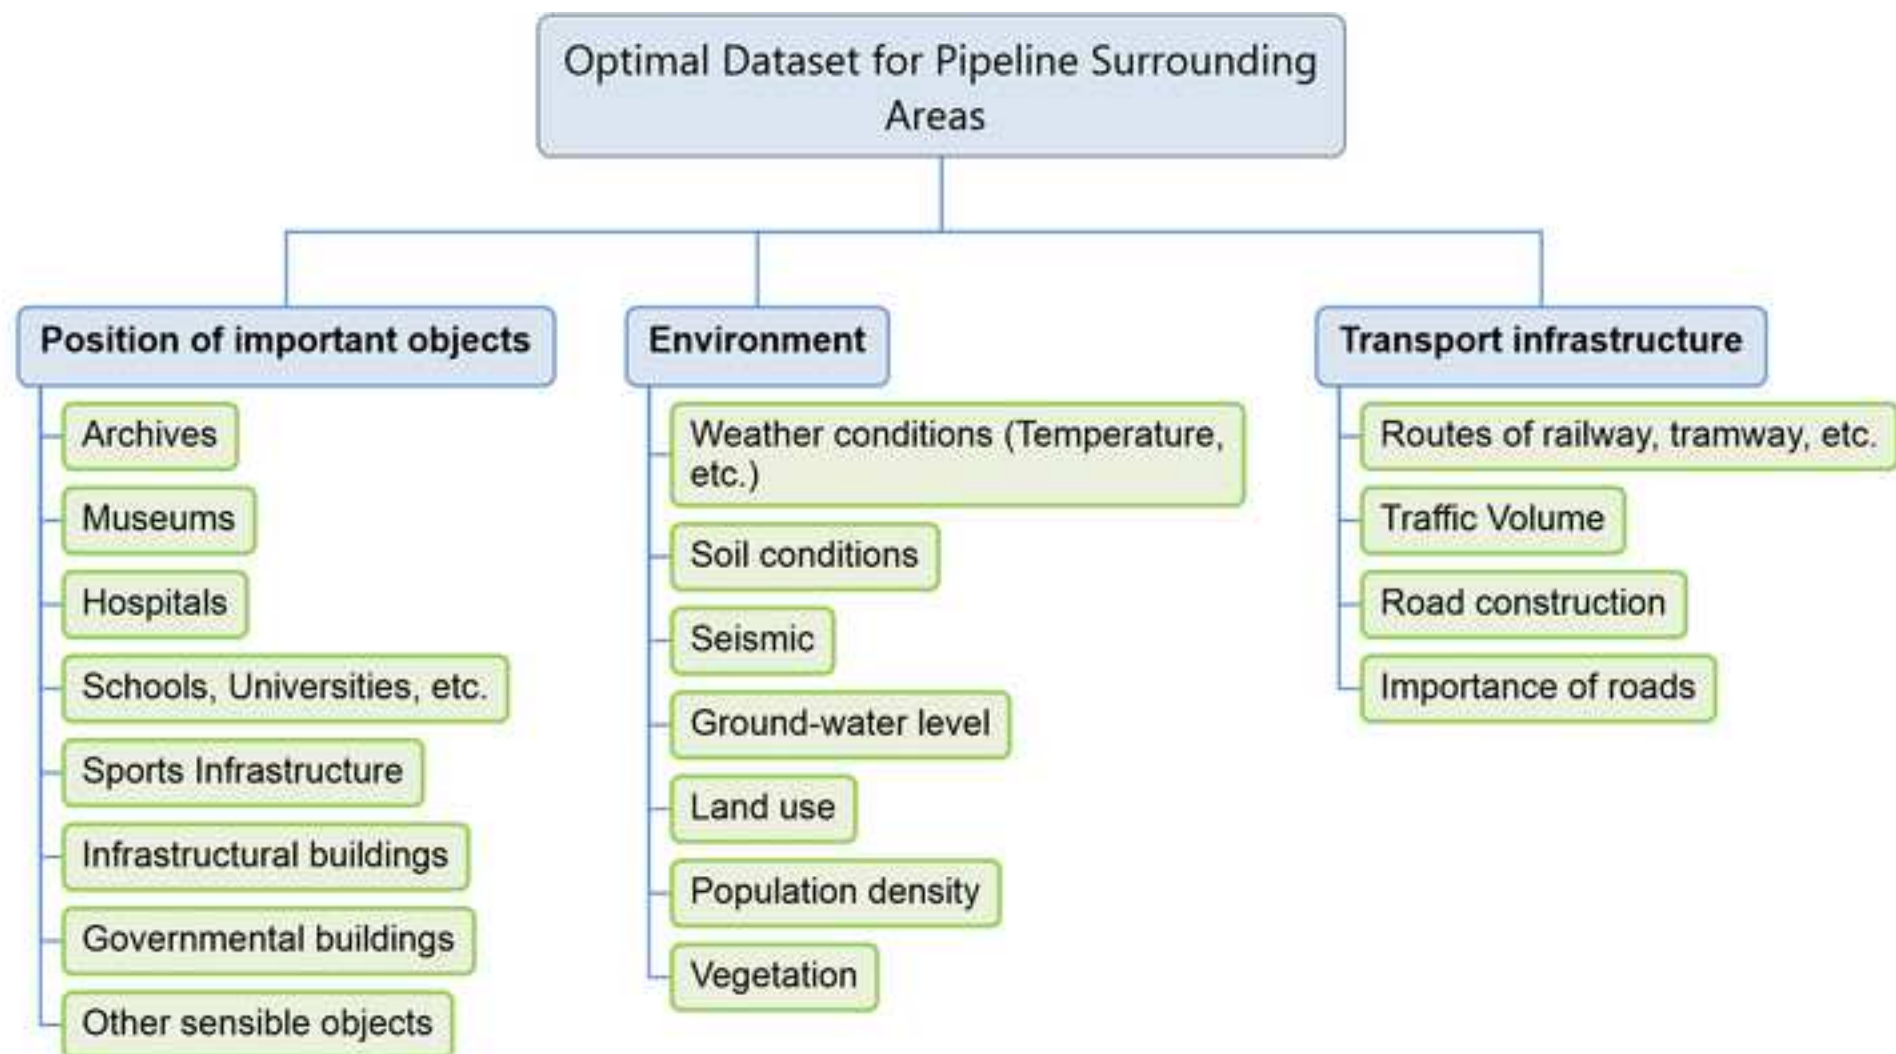 Optimal Dataset for Pipeline Surrounding
Areas
Position of important objects
Archives
Museums
Hospitals
Schools, Universities, etc.
Sports Infrastructure
Infrastructural buildings
Governmental buildings
Other sensible objects
Environment
Weather conditions (Temperature,
etc.)
Soil conditions
Seismic
Ground-water level
Land use
Population density
Vegetation
Transport infrastructure
Routes of railway, tramway, etc.
Traffic Volume
Road construction
Importance of roads